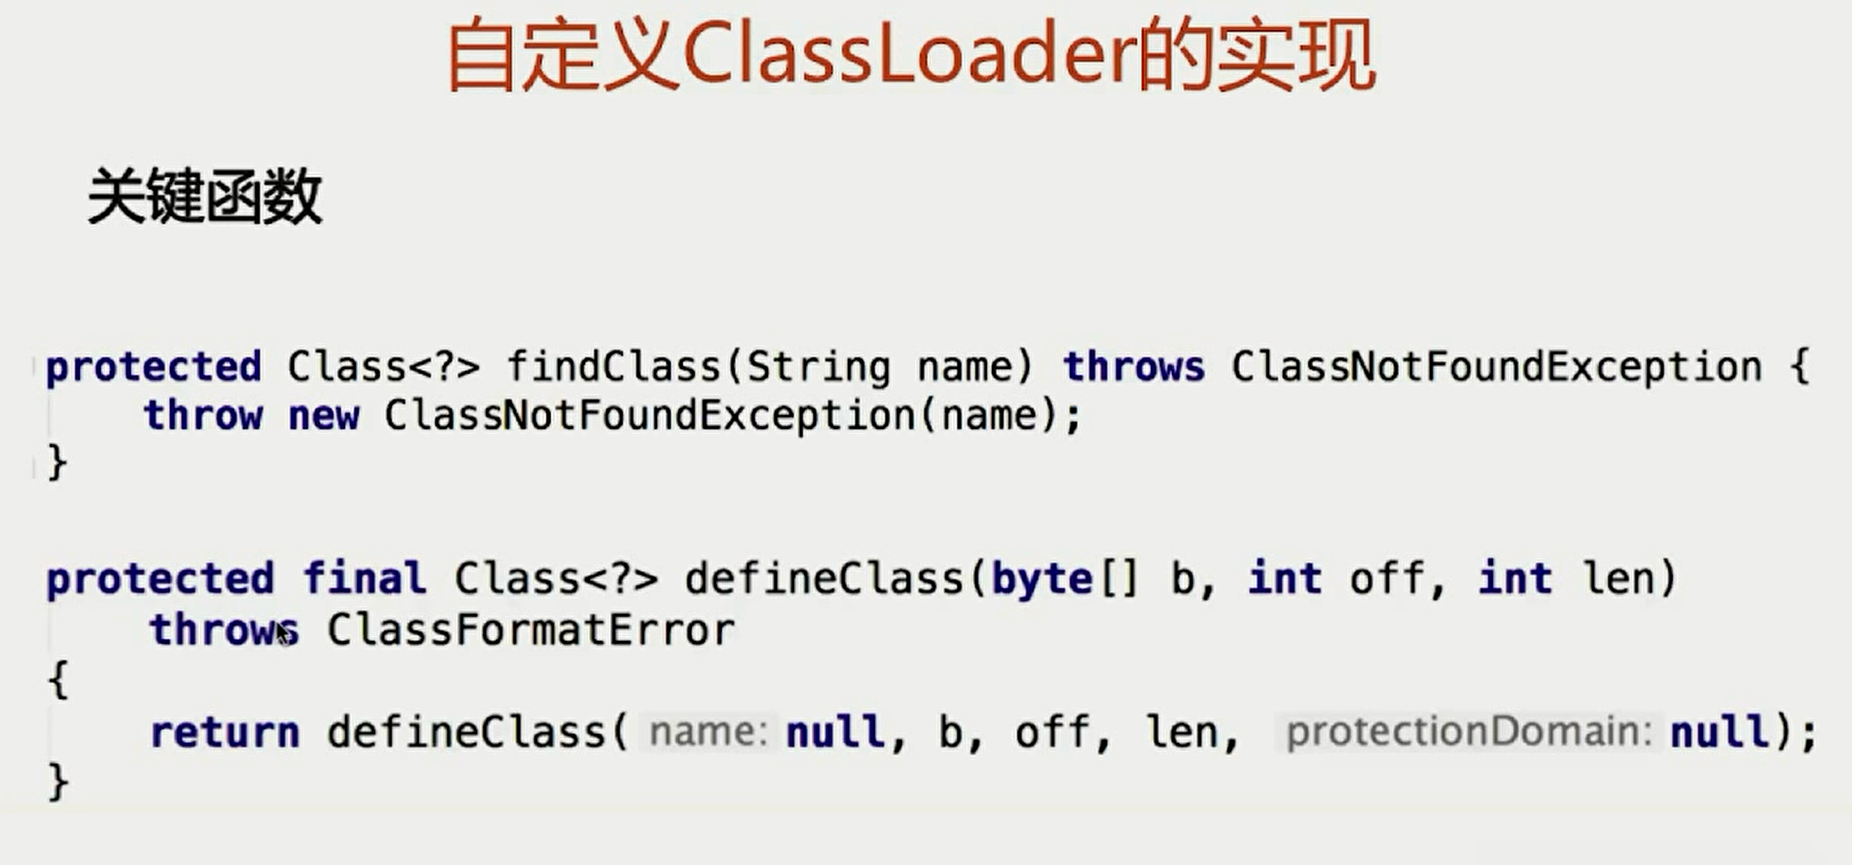 自定义ClassLoader的实现
关键函数
protected Class<?> findClass(String name) throws ClassNotFoundException {
throw new ClassNotFoundException(name);
}
protected final Class<?> defineClass(byte[] b, int off, int len)
throws ClassFormatError
{
return defineClass( name: null, b, off, len, protectionDomain: null);
}